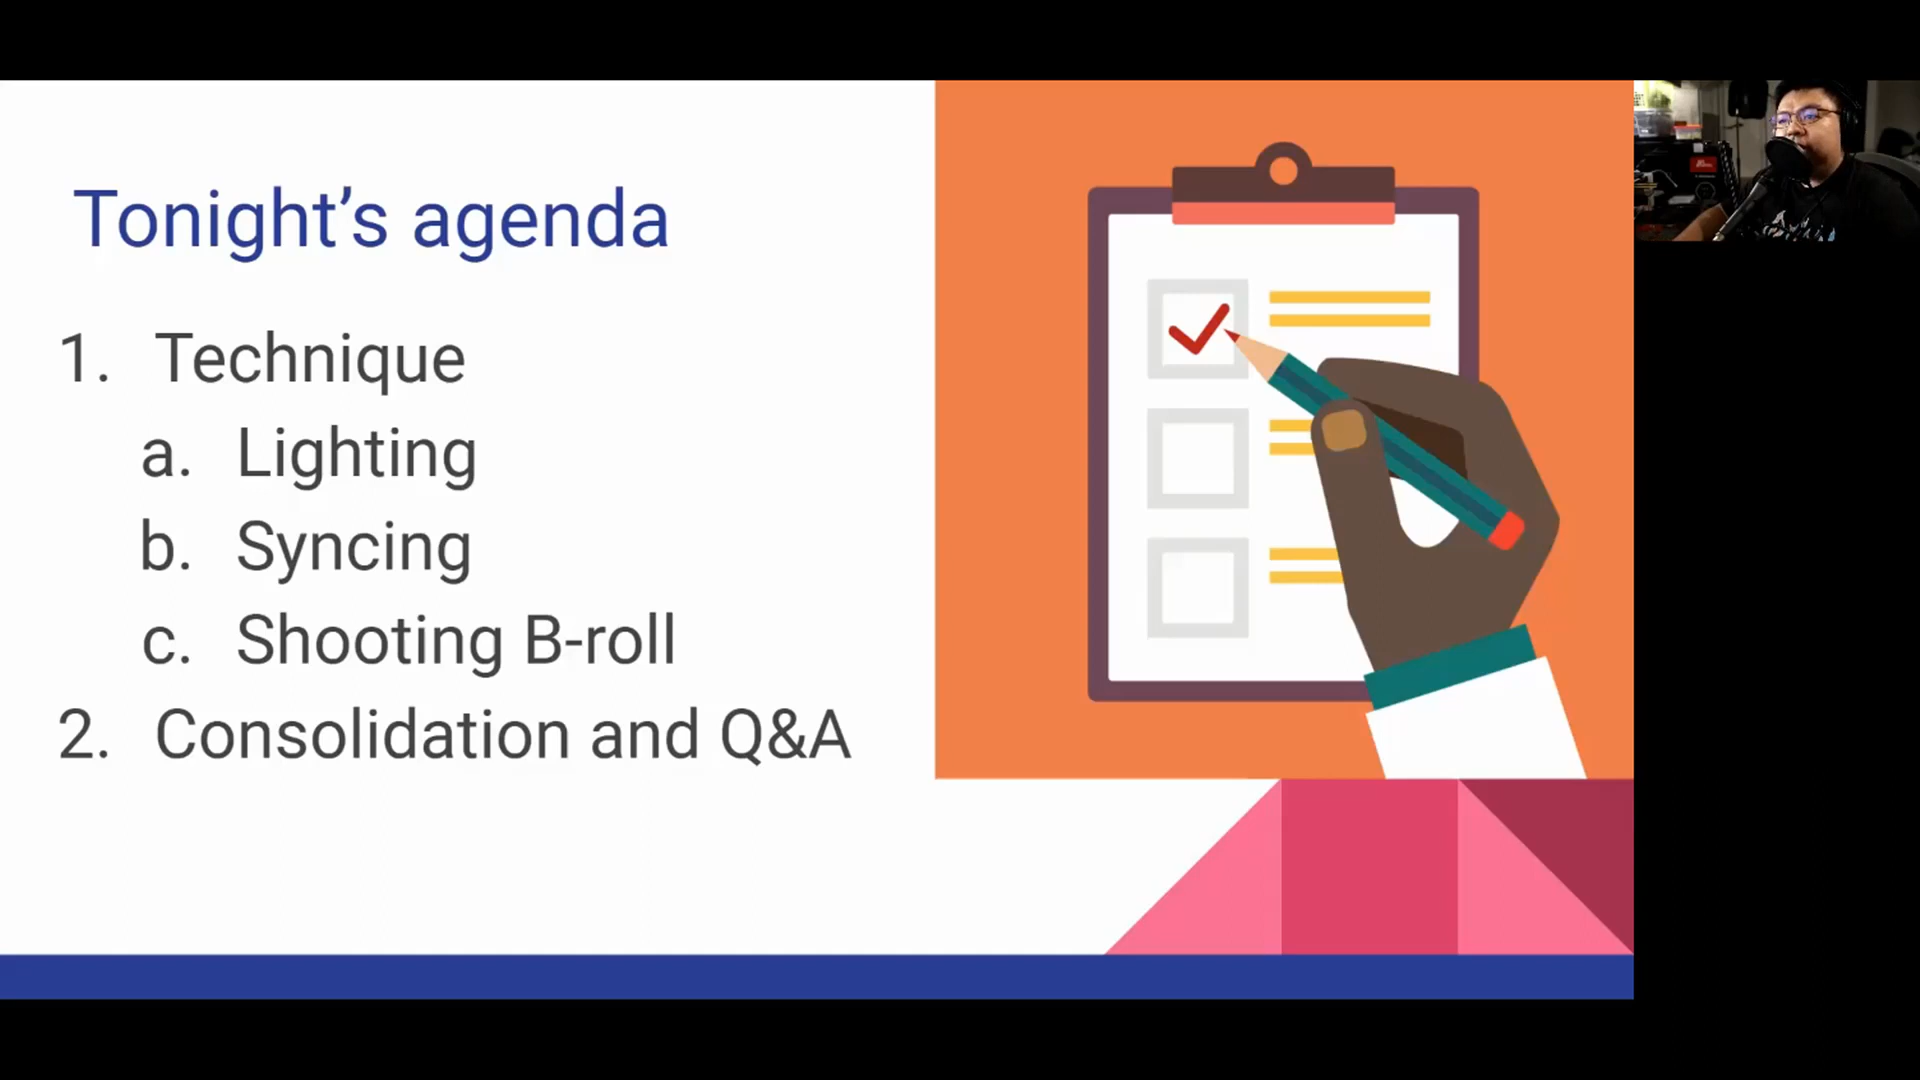 Tonight’s agenda
1. Technique
a. Lighting
b. Syncing
c. Shooting B-roll
2. Consolidation and Q&A